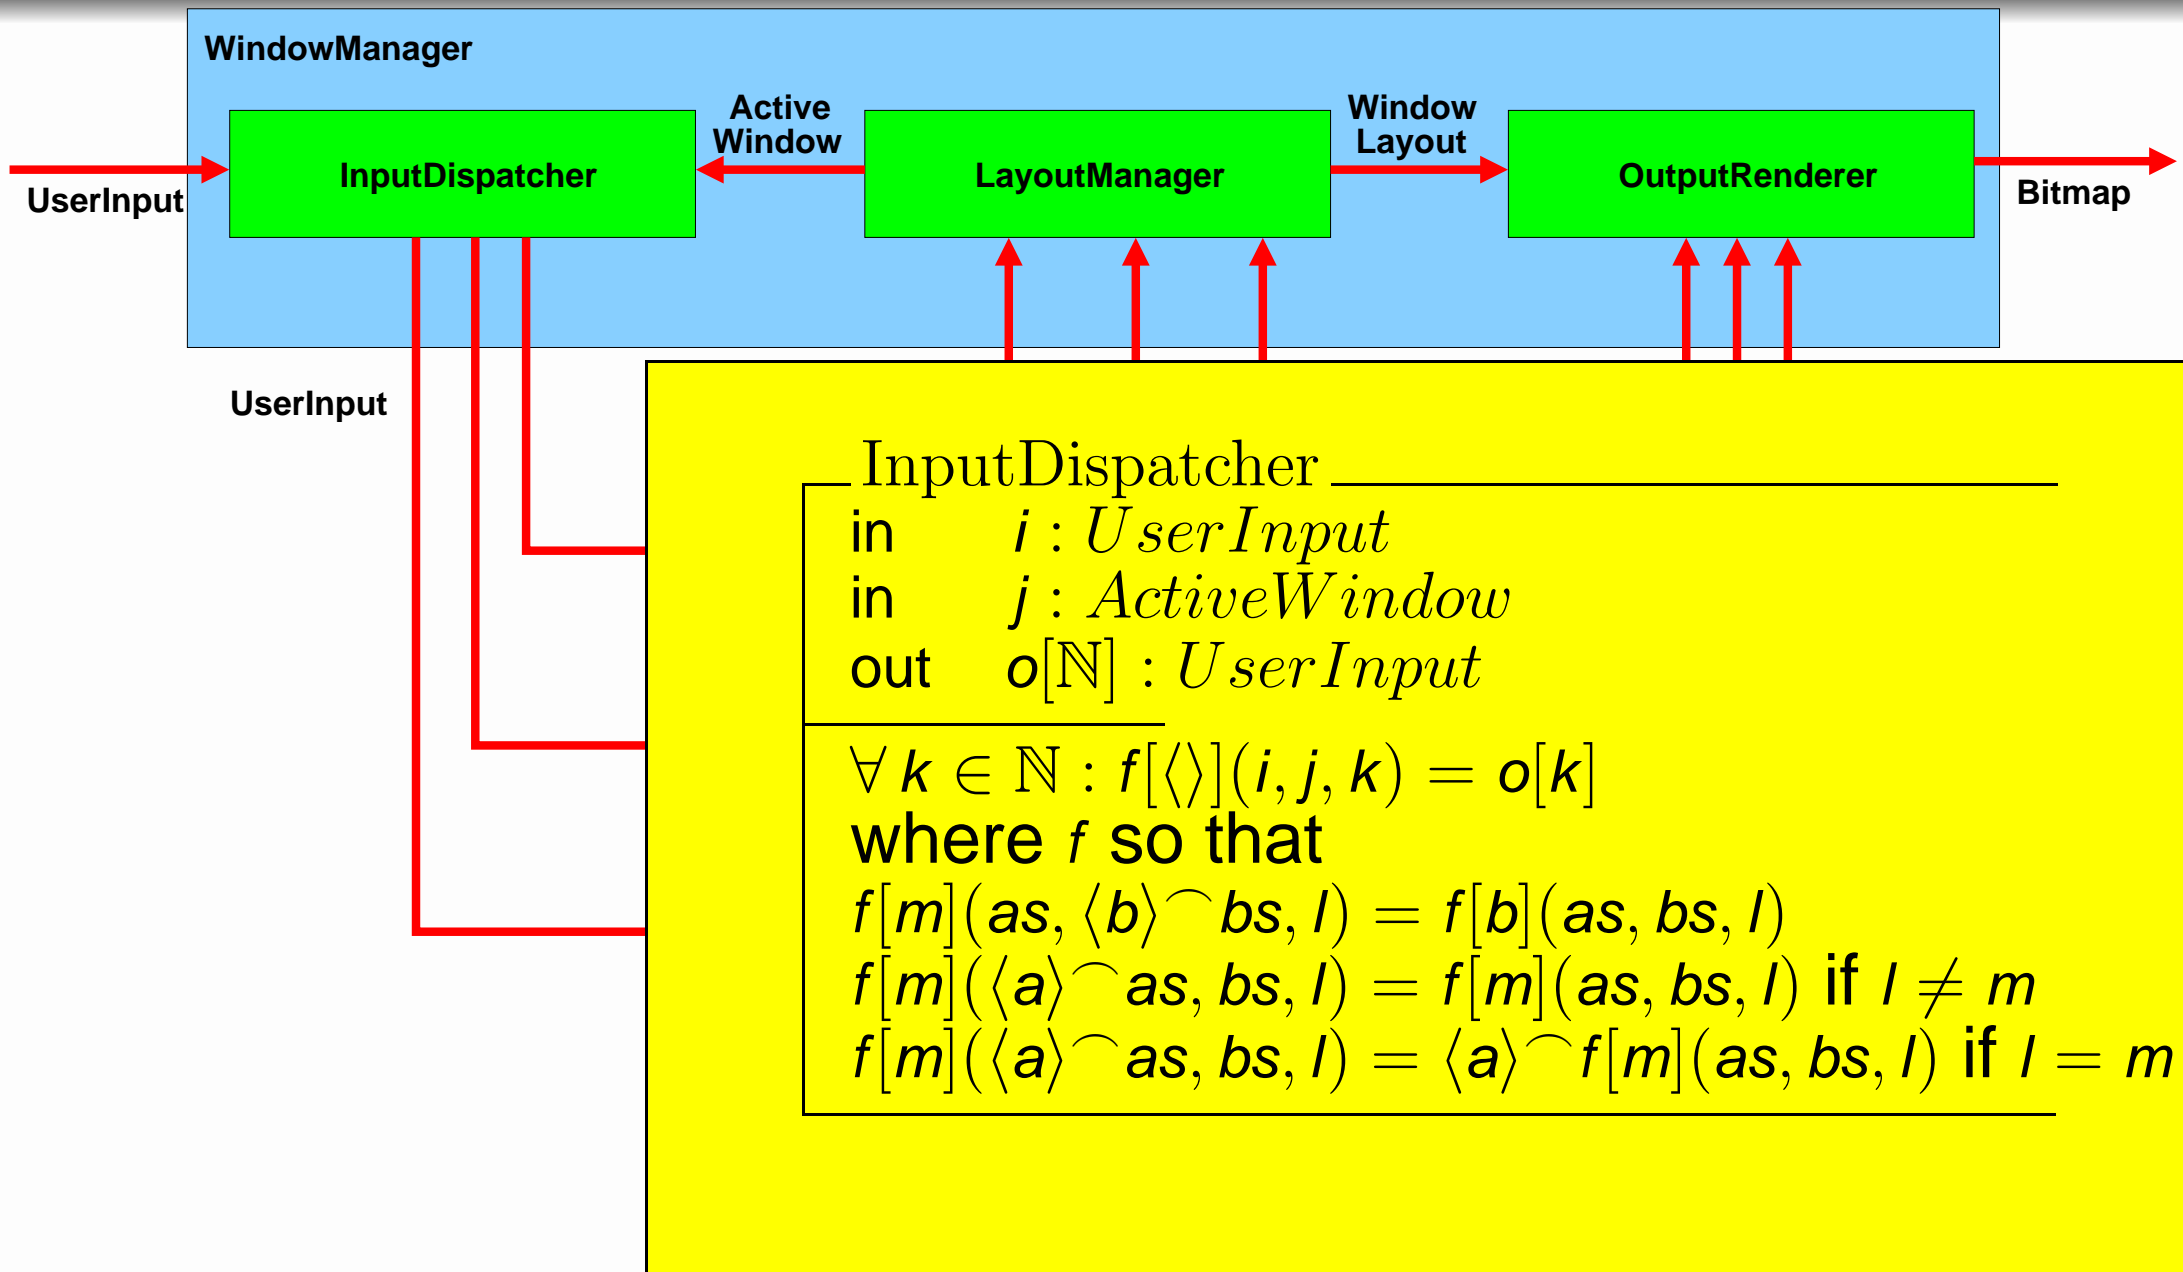 WindowManager
Active
Window
Window
Layout
InputDispatcher
LayoutManager
OutputRenderer
UserInput
Bitmap
UserInput
InputDispatcher
in i : UserInput
in j : ActiveWindow
out o[ℕ] : UserInput
∀ k ∈ ℕ : f[⟨⟩](i, j, k) = o[k]
where f so that
f[m](as, ⟨b⟩⌢bs, l) = f[b](as, bs, l)
f[m](⟨a⟩⌢as, bs, l) = f[m](as, bs, l) if l ≠ m
f[m](⟨a⟩⌢as, bs, l) = ⟨a⟩⌢f[m](as, bs, l) if l = m